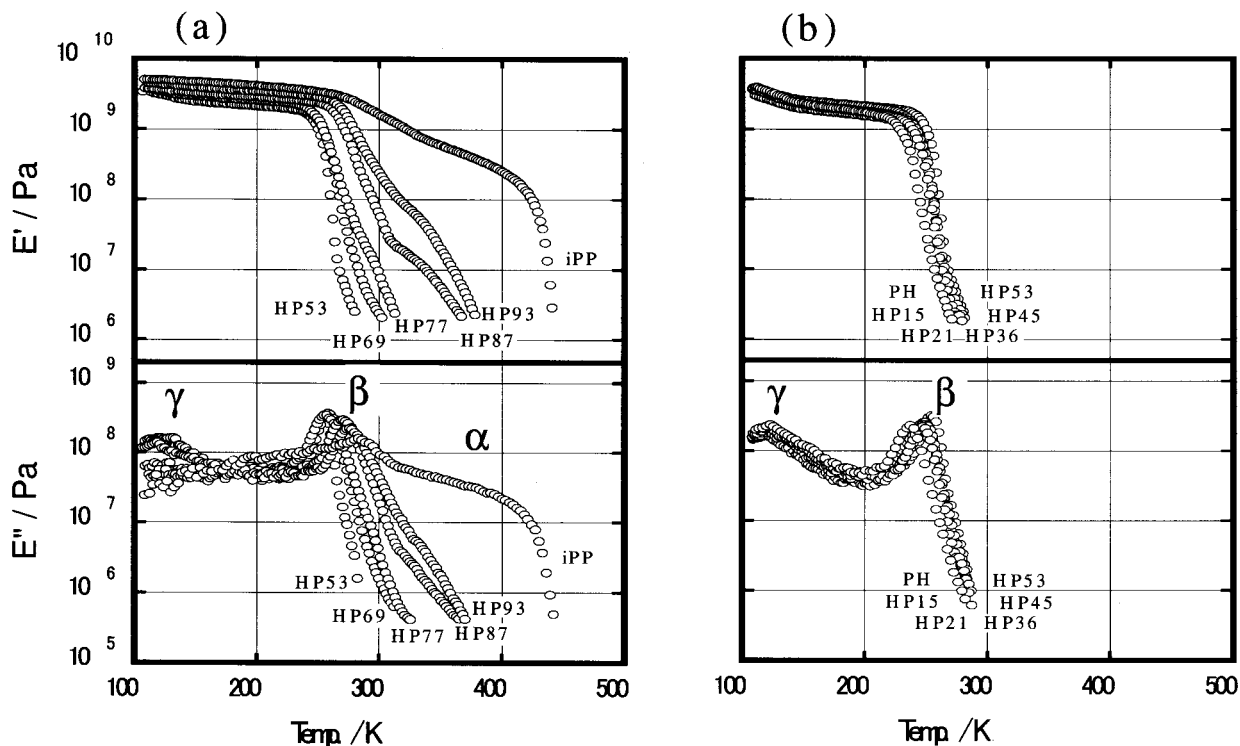 (a)
(b)
10 10
10 9
10 8
10 7
10 6
E' / Pa
iPP
HP53
HP77
HP93
HP69
HP87
PH
HP53
HP15
HP45
HP21
HP36
10 9
10 8
10 7
10 6
10 5
E'' / Pa
γ
β
α
iPP
HP53
HP69
HP93
HP77
HP87
γ
β
PH
HP53
HP15
HP45
HP21
HP36
100 200 300 400 500
100 200 300 400 500
Temp. /K
Temp. /K